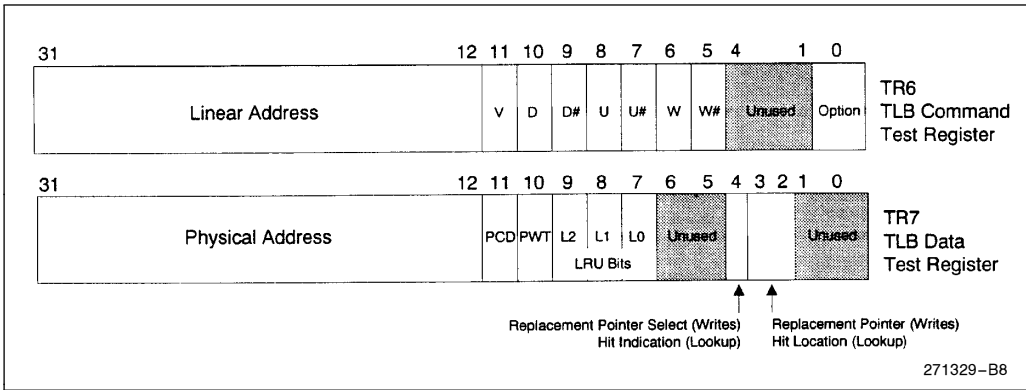 31 12 11 10 9 8 7 6 5 4 1 0
Linear Address V D D# U U# W W# Unused Option
TR6
TLB Command
Test Register
31 12 11 10 9 8 7 6 5 4 3 2 1 0
Physical Address PCD PWT L2 L1 L0 Unused Unused
LRU Bits
TR7
TLB Data
Test Register
Replacement Pointer Select (Writes)
Hit Indication (Lookup)
Replacement Pointer (Writes)
Hit Location (Lookup)
271329–B8